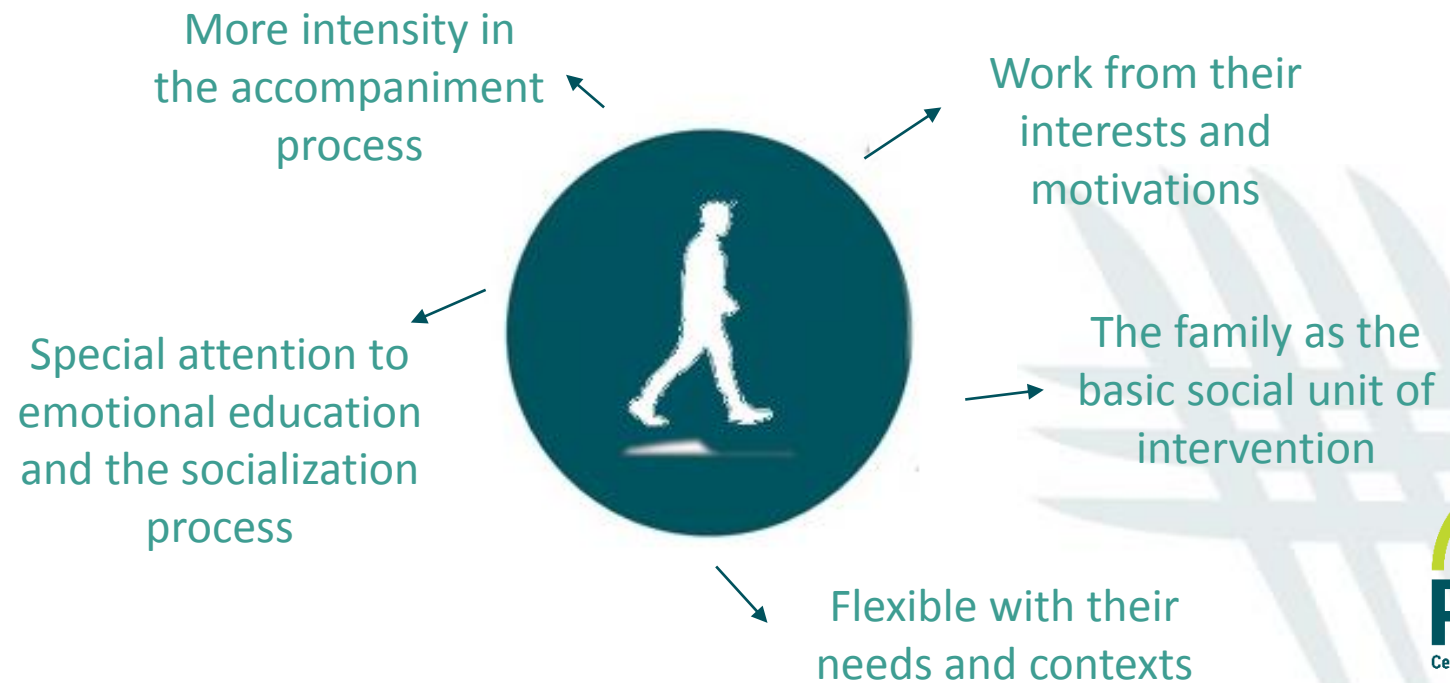 More intensity in
the accompaniment
process
Work from their
interests and
motivations
Special attention to
emotional education
and the socialization
process
The family as the
basic social unit of
intervention
Flexible with their
needs and contexts